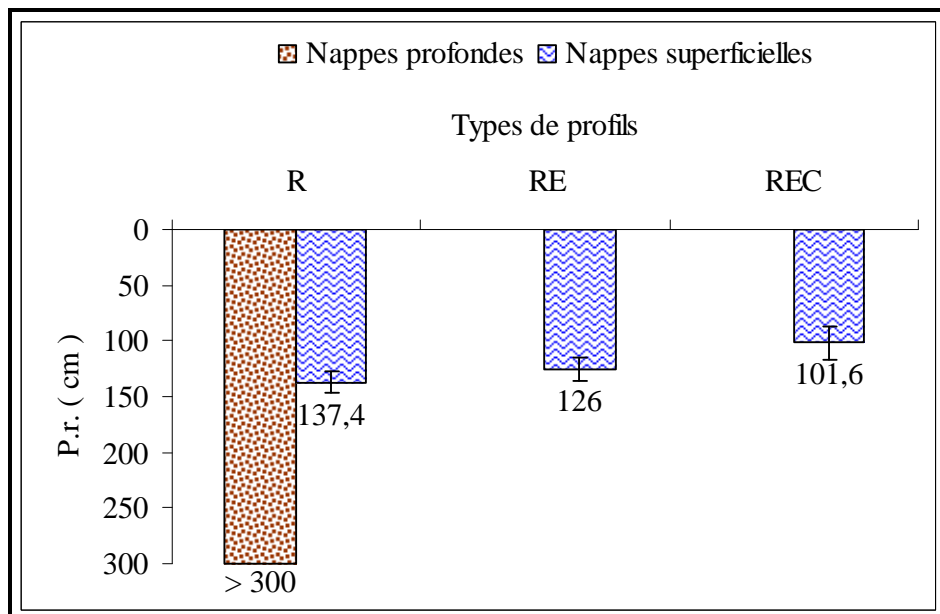 Nappes profondes Nappes superficielles
Types de profils
R RE REC
0
50
100
150
200
250
300
P.r. ( cm )
137,4
126
101,6
> 300